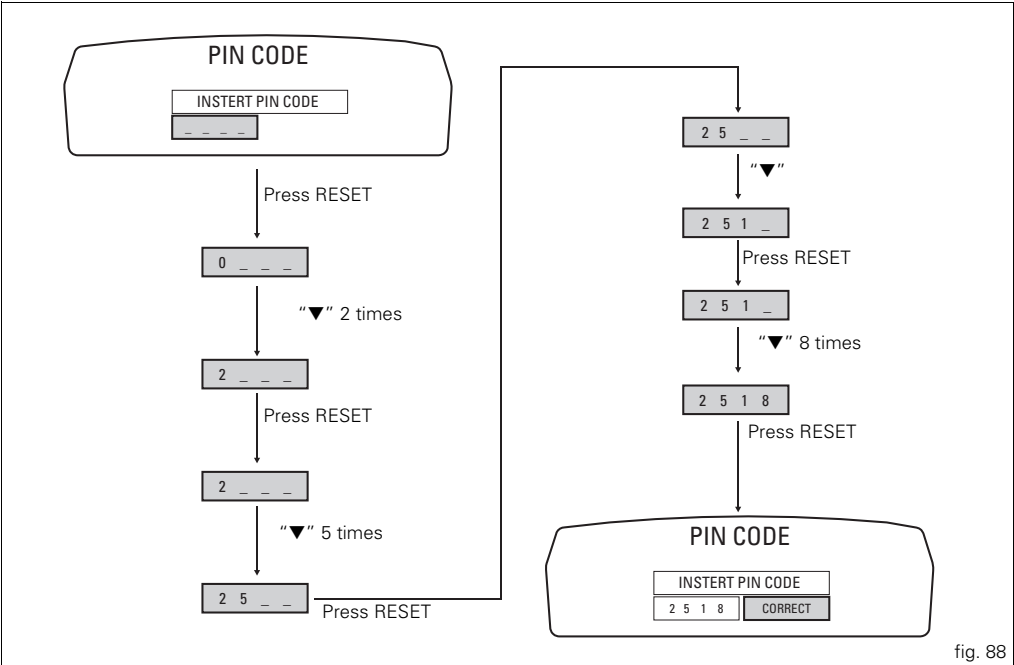 PIN CODE
INSTERT PIN CODE
_ _ _ _
Press RESET
0 _ _ _
“▼” 2 times
2 _ _ _
Press RESET
2 _ _ _
“▼” 5 times
2 5 _ _
Press RESET
2 5 _ _
“▼”
2 5 1 _
Press RESET
2 5 1 _
“▼” 8 times
2 5 1 8
Press RESET
PIN CODE
INSTERT PIN CODE
2 5 1 8 CORRECT
fig. 88